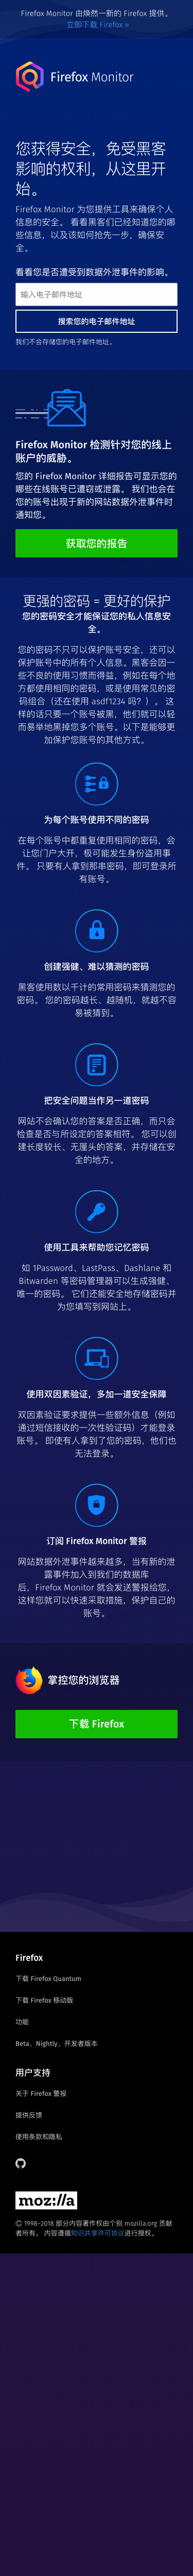 Firefox Monitor 由焕然一新的 Firefox 提供。
立即下载 Firefox »
Firefox Monitor
您获得安全，免受黑客
影响的权利，从这里开
始。
Firefox Monitor 为您提供工具来确保个人
信息的安全。 看看黑客们已经知道您的哪
些信息，以及该如何抢先一步，确保安
全。
看看您是否遭受到数据外泄事件的影响。
输入电子邮件地址
搜索您的电子邮件地址
我们不会存储您的电子邮件地址。
Firefox Monitor 检测针对您的线上
账户的威胁。
您的 Firefox Monitor 详细报告可显示您的
哪些在线账号已遭窃或泄露。 我们也会在
您的账号出现于新的网站数据外泄事件时
通知您。
获取您的报告
更强的密码 = 更好的保护
您的密码安全才能保证您的私人信息安
全。
您的密码不只可以保护账号安全，还可以
保护账号中的所有个人信息。黑客会因一
些不良的使用习惯而得益，例如在每个地
方都使用相同的密码，或是使用常见的密
码组合（还在使用 asdf1234 吗？）。 这
样的话只要一个账号被黑，他们就可以轻
而易举地黑掉您多个账号。以下是能够更
加保护您账号的其他方式。
为每个账号使用不同的密码
在每个账号中都重复使用相同的密码，会
让您门户大开，极可能发生身份盗用事
件。 只要有人拿到那串密码，即可登录所
有账号。
创建强健、难以猜测的密码
黑客使用数以千计的常用密码来猜测您的
密码。 您的密码越长、越随机，就越不容
易被猜到。
把安全问题当作另一道密码
网站不会确认您的答案是否正确，而只会
检查是否与所设定的答案相符。 您可以创
建长度较长、无厘头的答案，并存储在安
全的地方。
使用工具来帮助您记忆密码
如 1Password、LastPass、Dashlane 和
Bitwarden 等密码管理器可以生成强健、
唯一的密码。 它们还能安全地存储密码并
为您填写到网站上。
使用双因素验证，多加一道安全保障
双因素验证要求提供一些额外信息（例如
通过短信接收的一次性验证码）才能登录
账号。 即使有人拿到了您的密码，他们也
无法登录。
订阅 Firefox Monitor 警报
网站数据外泄事件越来越多，当有新的泄
露事件加入到我们的数据库
后，Firefox Monitor 就会发送警报给您，
这样您就可以快速采取措施，保护自己的
账号。
掌控您的浏览器
下载 Firefox
Firefox
下载 Firefox Quantum
下载 Firefox 移动版
功能
Beta、Nightly、开发者版本
用户支持
关于 Firefox 警报
提供反馈
使用条款和隐私
moz://a
© 1998–2018 部分内容著作权由个别 mozilla.org 贡献
者所有。 内容遵循知识共享许可协议进行授权。